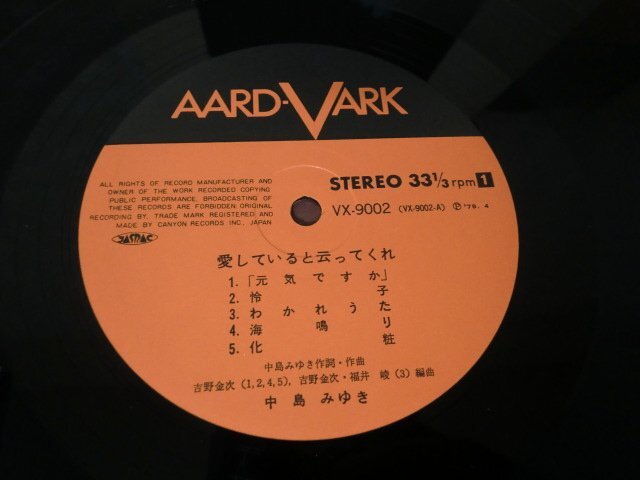 AARD-VARK
ALL RIGHTS OF RECORD MANUFACTURER AND
OWNER OF THE WORK RECORDED COPYING
PUBLIC PERFORMANCE, BROADCASTING OF
THESE RECORDS ARE FORBIDDEN ORIGINAL
RECORDING BY. TRADE MARK REGISTERED AND
MADE BY CANYON RECORDS INC., JAPAN
JASRAC
STEREO 33 1/3 rpm 1
VX-9002 (VX-9002-A) Ⓟ '79. 4
愛していると云ってくれ
1.「元気ですか」
2. 怜子
3. わかれうた
4. 海鳴り
5. 化粧
中島みゆき作詞・作曲
吉野金次 (1,2,4,5), 吉野金次・福井 崚 (3) 編曲
中島みゆき